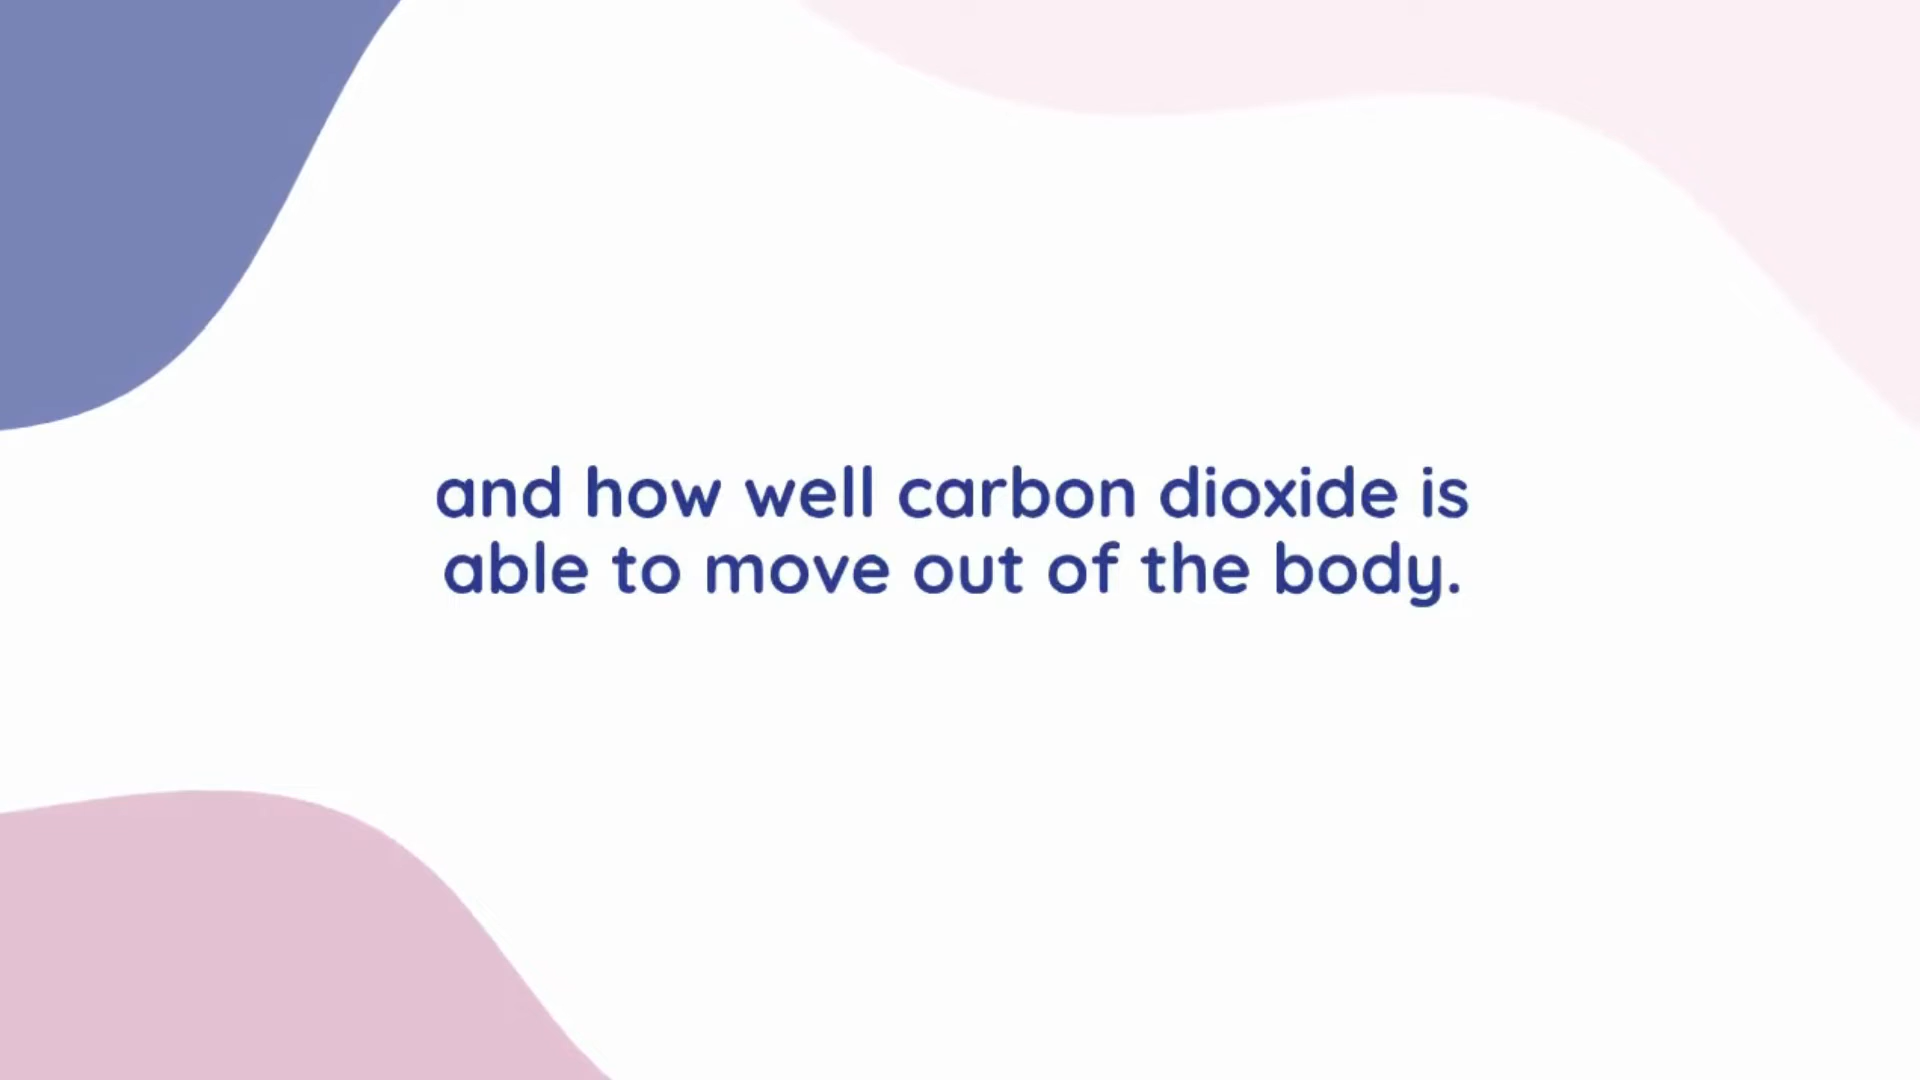 and how well carbon dioxide is
able to move out of the body.